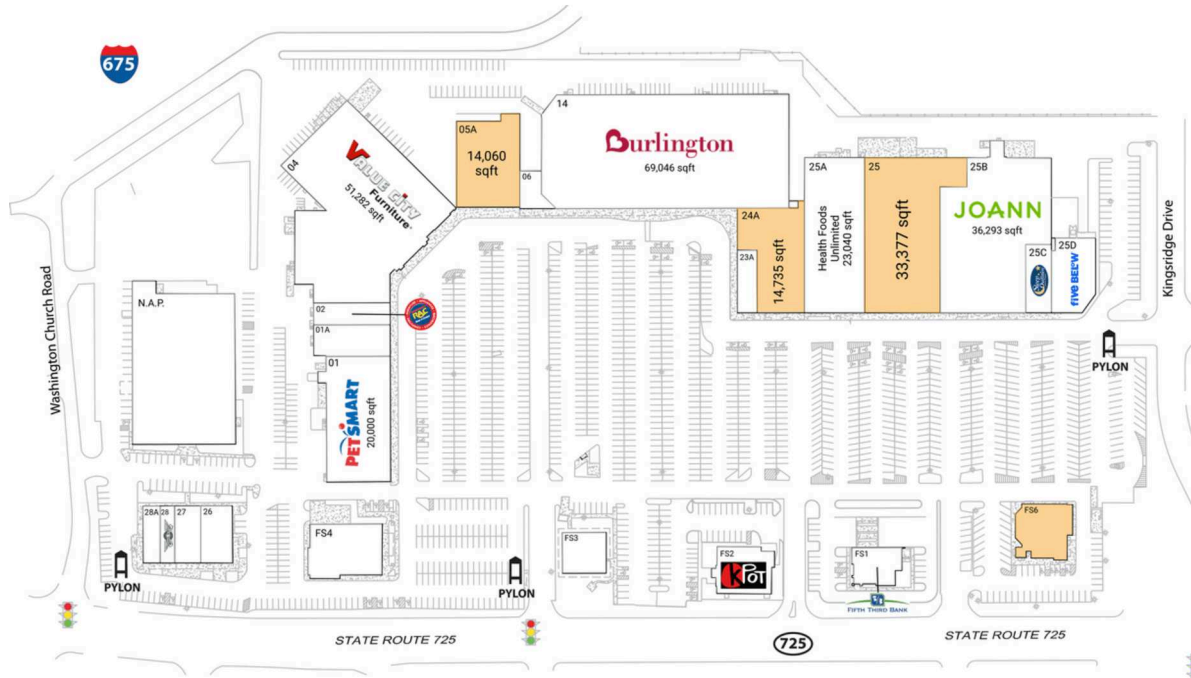 675
14
Burlington
69,046 sqft
05A
14,060
sqft
06
04
VALUE CITY
Furniture
51,282 sqft
25A
Health Foods
Unlimited
23,040 sqft
25
33,377 sqft
25B
JOANN
36,293 sqft
24A
14,735 sqft
23A
25C
25D
five BEL°W
Kingsridge Drive
Washington Church Road
N.A.P.
02
RAC
01A
01
PETSMART
20,000 sqft
PYLON
28A
28
27
26
FS4
FS3
FS2
KPOT
FS1
FIFTH THIRD BANK
FS6
PYLON
PYLON
STATE ROUTE 725
725
STATE ROUTE 725